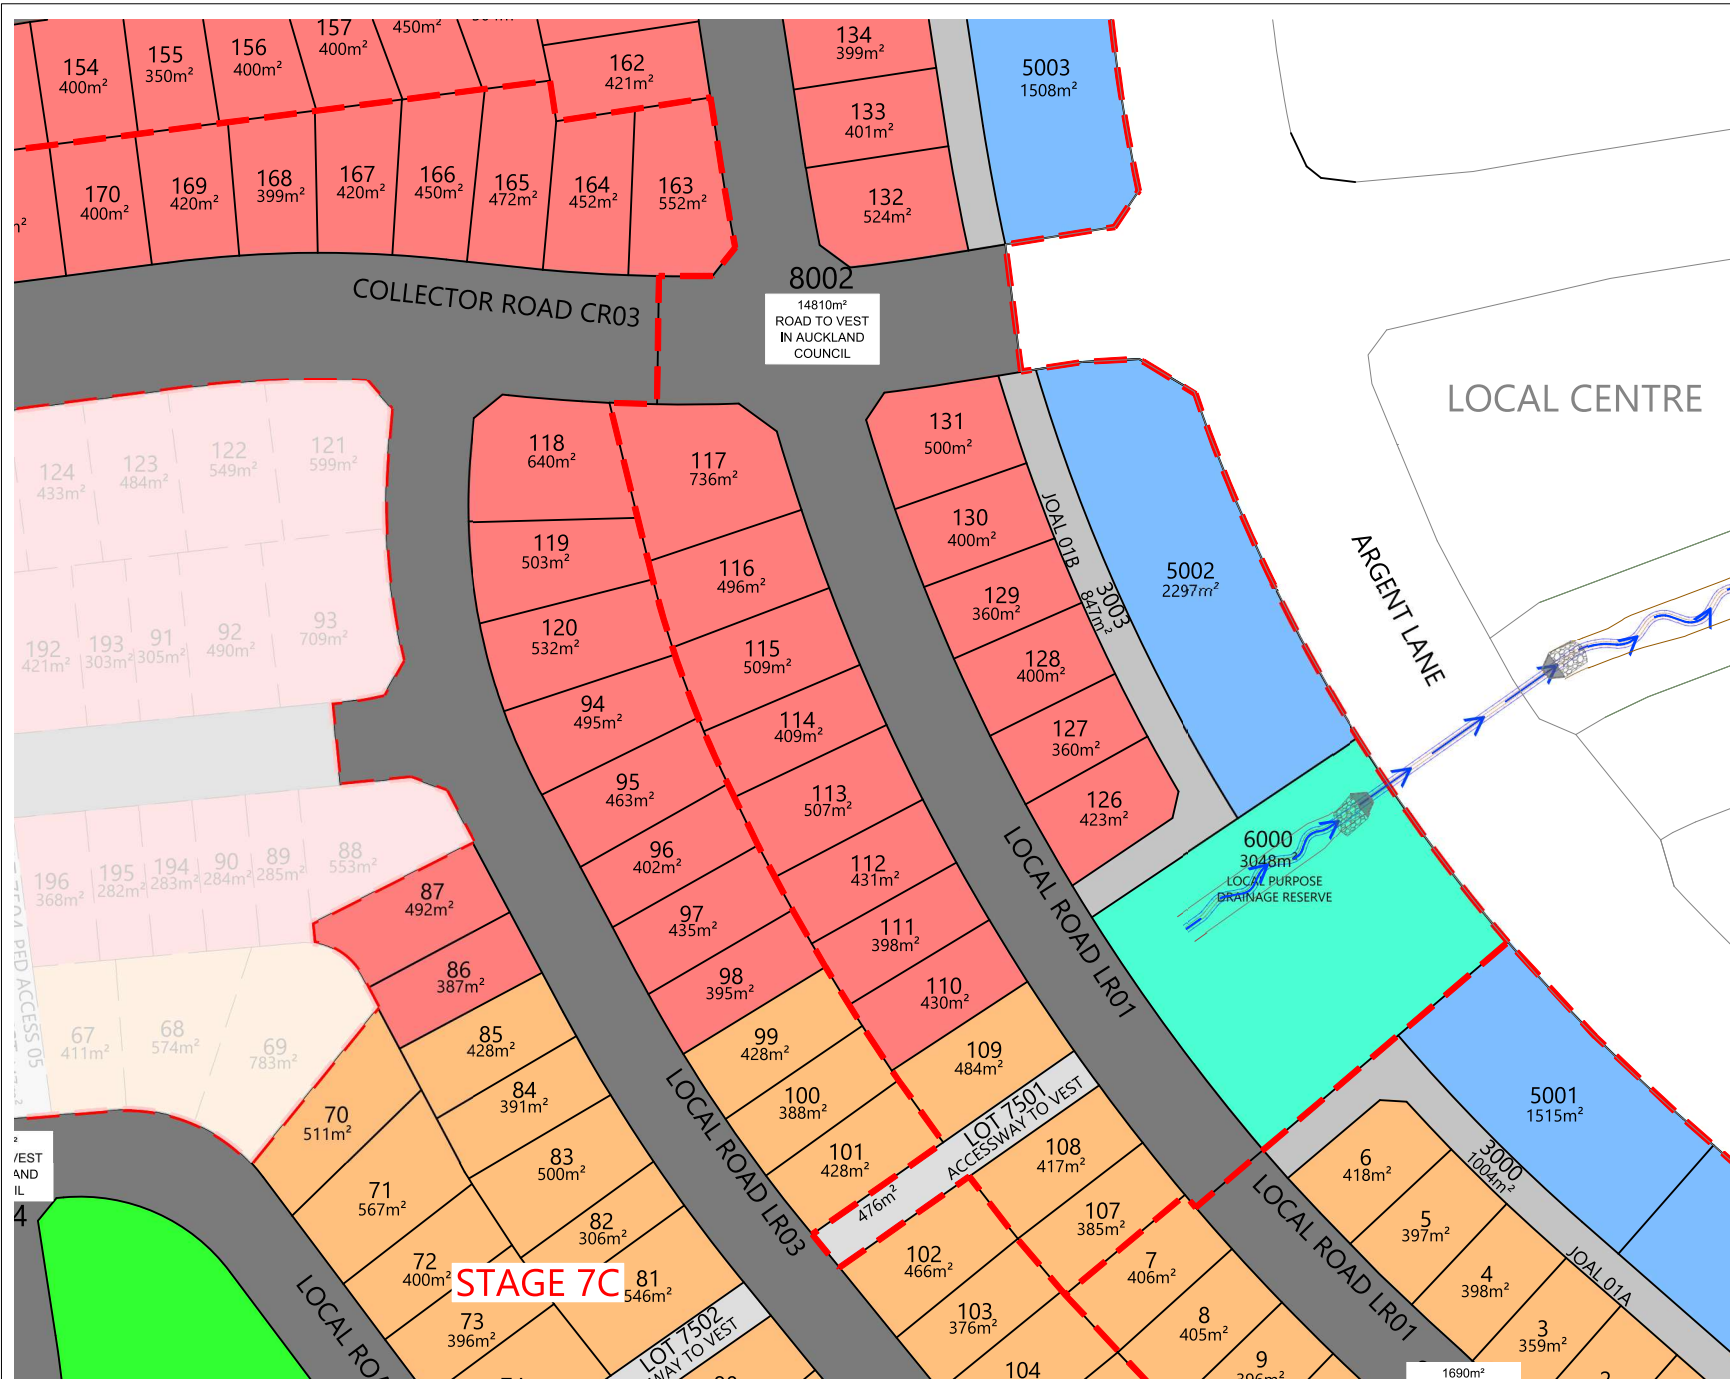 154
400m²
155
350m²
156
400m²
157
400m²
450m²
162
421m²
134
399m²
133
401m²
132
524m²
5003
1508m²
170
400m²
169
420m²
168
399m²
167
420m²
166
450m²
165
472m²
164
452m²
163
552m²
COLLECTOR ROAD CR03
8002
14810m²
ROAD TO VEST
IN AUCKLAND
COUNCIL
LOCAL CENTRE
124
433m²
123
484m²
122
549m²
121
599m²
118
640m²
117
736m²
131
500m²
119
503m²
116
496m²
130
400m²
JOAL 01B
3003
847m²
5002
2297m²
ARGENT LANE
192
421m²
193
303m²
91
305m²
92
490m²
93
709m²
120
532m²
115
509m²
129
360m²
128
400m²
94
495m²
114
409m²
127
360m²
95
463m²
113
507m²
126
423m²
196
368m²
195
282m²
194
283m²
90
284m²
89
285m²
88
553m²
96
402m²
112
431m²
6000
3048m²
LOCAL PURPOSE
DRAINAGE RESERVE
87
492m²
97
435m²
111
398m²
LOCAL ROAD LR01
86
387m²
98
395m²
110
430m²
PED ACCESS 05
67
411m²
68
574m²
69
783m²
85
428m²
99
428m²
109
484m²
84
391m²
100
388m²
LOT 7501
ACCESSWAY TO VEST
476m²
5001
1515m²
70
511m²
83
500m²
101
428m²
108
417m²
6
418m²
3000
1004m²
LOCAL ROAD LR03
71
567m²
82
306m²
107
385m²
5
397m²
LOCAL ROAD LR01
JOAL 01A
72
400m²
STAGE 7C
81
546m²
102
466m²
7
406m²
4
398m²
73
396m²
LOT 7502
WAY TO VEST
103
376m²
8
405m²
3
359m²
LOCAL ROA
104
9
396m²
1690m²